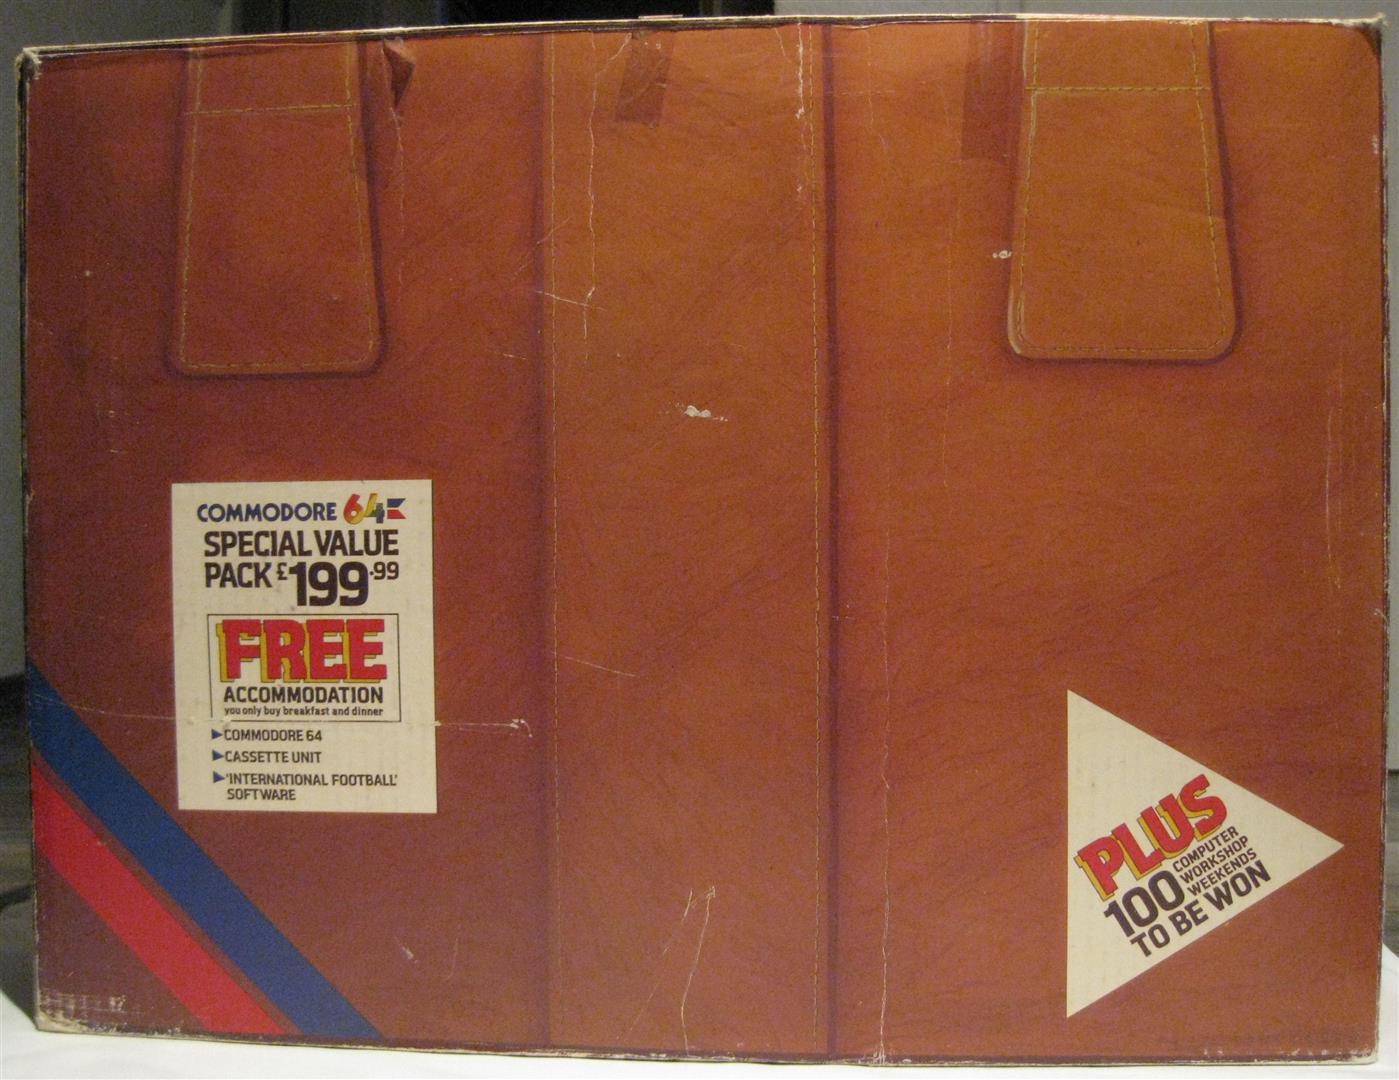 COMMODORE 64
SPECIAL VALUE
PACK £199.99
FREE
ACCOMMODATION
you only buy breakfast and dinner
COMMODORE 64
CASSETTE UNIT
'INTERNATIONAL FOOTBALL'
SOFTWARE
PLUS
100 COMPUTER
WORKSHOP
WEEKENDS
TO BE WON